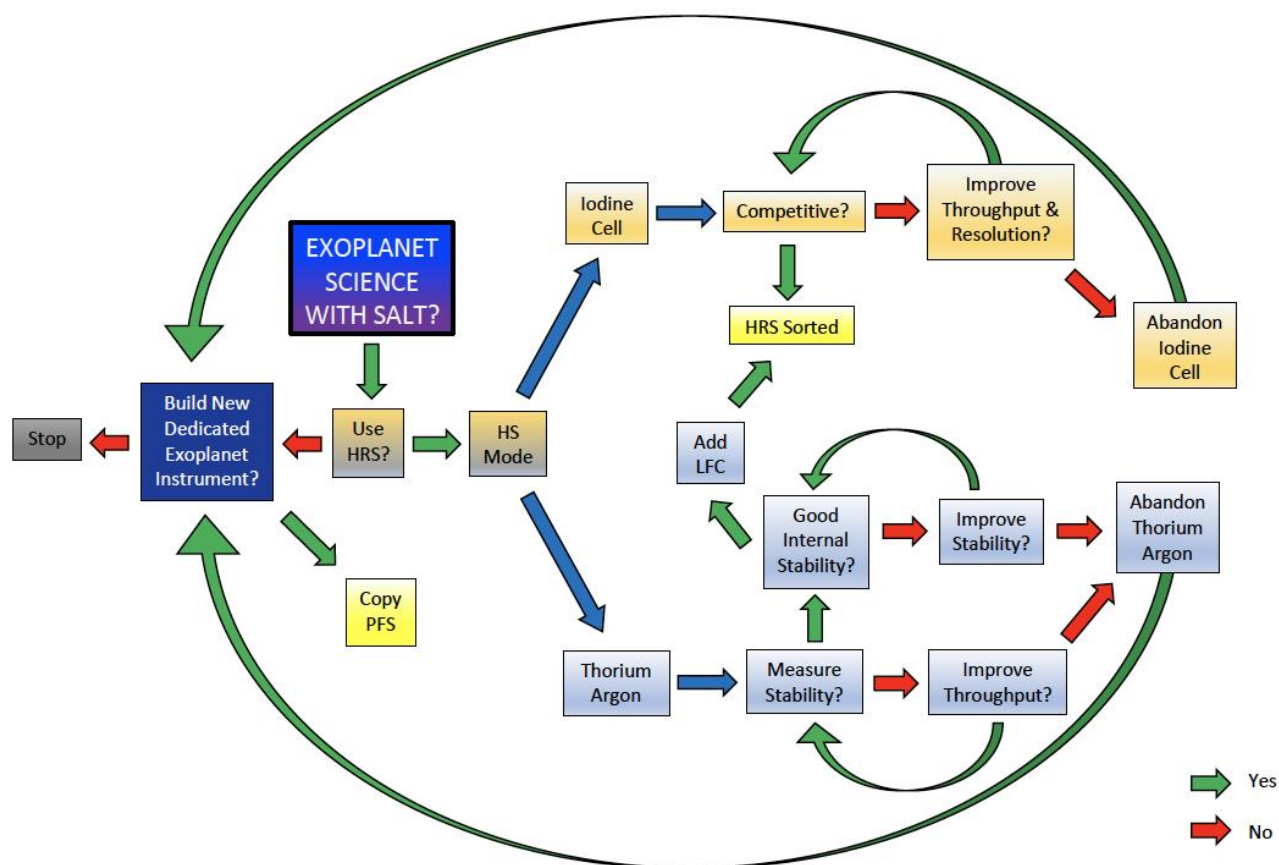 EXOPLANET
SCIENCE
WITH SALT?
Iodine
Cell
Competitive?
Improve
Throughput &
Resolution?
HRS Sorted
Abandon
Iodine
Cell
Stop
Build New
Dedicated
Exoplanet
Instrument?
Use
HRS?
HS
Mode
Add
LFC
Good
Internal
Stability?
Improve
Stability?
Abandon
Thorium
Argon
Copy
PFS
Thorium
Argon
Measure
Stability?
Improve
Throughput?
Yes
No